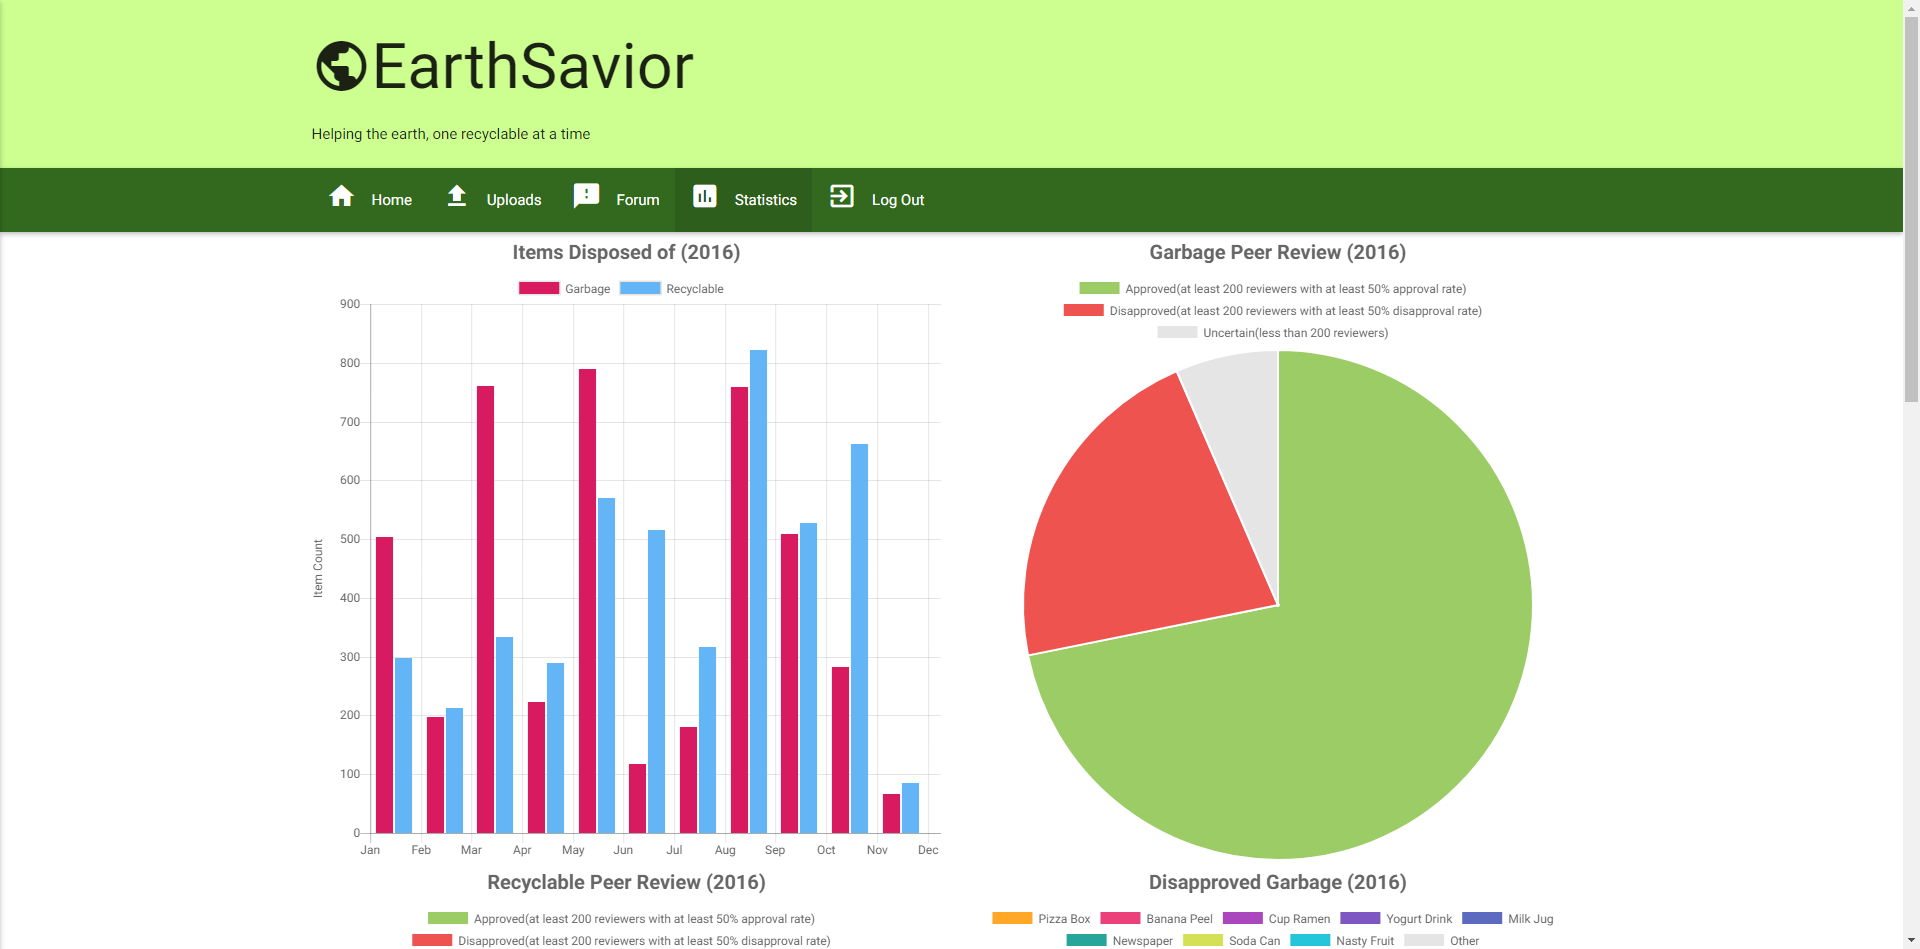 EarthSavior
Helping the earth, one recyclable at a time
Home Uploads Forum Statistics Log Out
Items Disposed of (2016)
Garbage Recyclable
900
800
700
600
500
400
300
200
100
0
Item Count
Jan Feb Mar Apr May Jun Jul Aug Sep Oct Nov Dec
Garbage Peer Review (2016)
Approved(at least 200 reviewers with at least 50% approval rate)
Disapproved(at least 200 reviewers with at least 50% disapproval rate)
Uncertain(less than 200 reviewers)
Recyclable Peer Review (2016)
Approved(at least 200 reviewers with at least 50% approval rate)
Disapproved(at least 200 reviewers with at least 50% disapproval rate)
Disapproved Garbage (2016)
Pizza Box Banana Peel Cup Ramen Yogurt Drink Milk Jug
Newspaper Soda Can Nasty Fruit Other